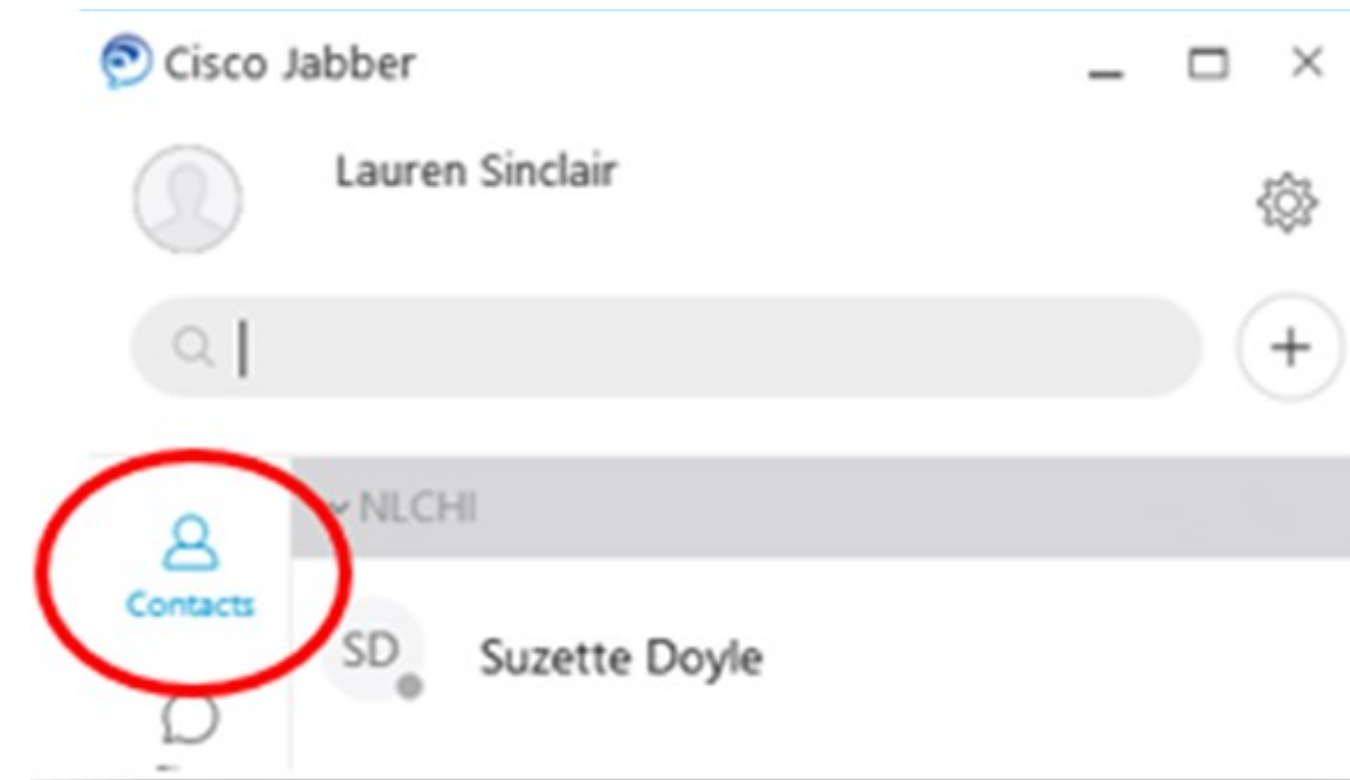 Cisco Jabber
Lauren Sinclair
NLCHI
Contacts
SD
Suzette Doyle